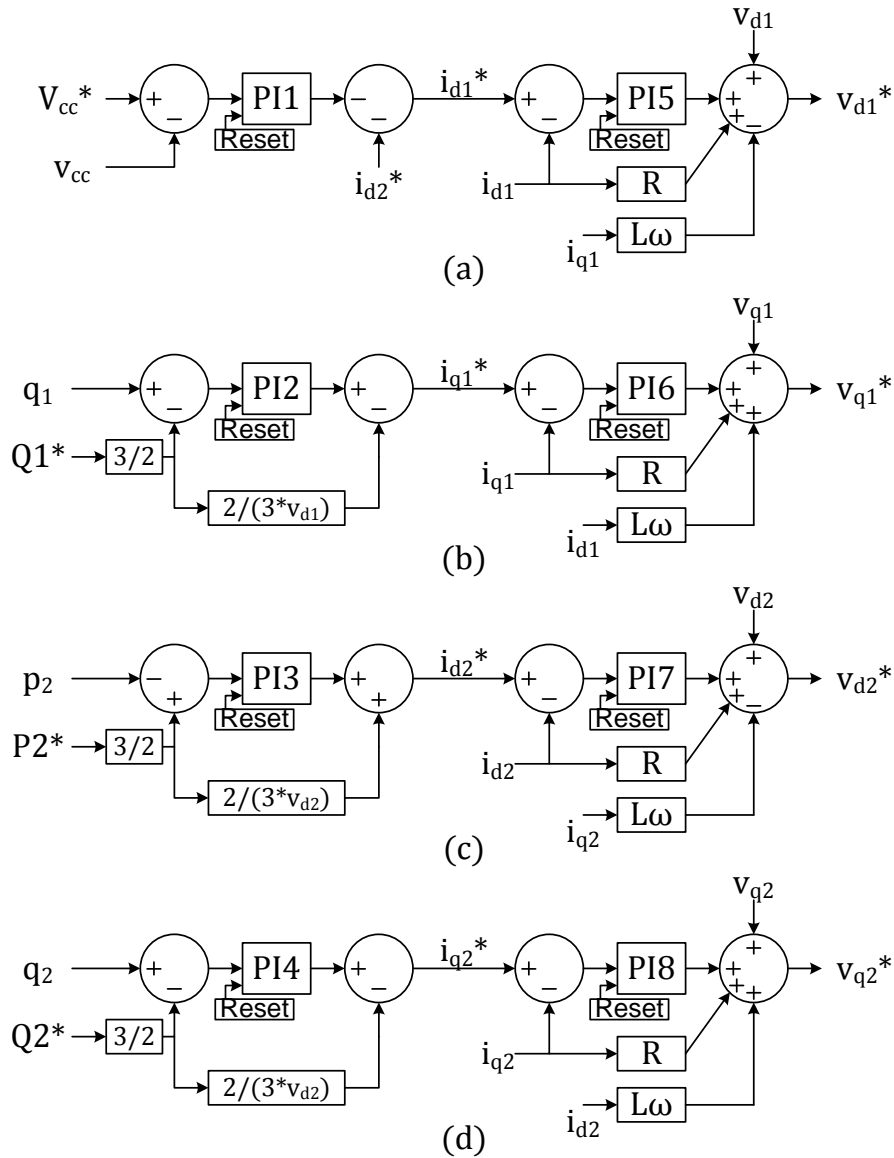 v_d1
V_cc* + − PI1 − − i_d1* + − PI5 + + + − v_d1*
Reset Reset
v_cc i_d2* i_d1 R
i_q1 Lω
(a)
v_q1
q_1 + − PI2 + − i_q1* + − PI6 + + + + v_q1*
Reset Reset
Q1* 3/2 i_q1 R
2/(3*v_d1)
i_d1 Lω
(b)
v_d2
p_2 − + PI3 + + i_d2* + − PI7 + + + − v_d2*
Reset Reset
P2* 3/2 i_d2 R
2/(3*v_d2)
i_q2 Lω
(c)
v_q2
q_2 + − PI4 + − i_q2* + − PI8 + + + + v_q2*
Reset Reset
Q2* 3/2 i_q2 R
2/(3*v_d2)
i_d2 Lω
(d)